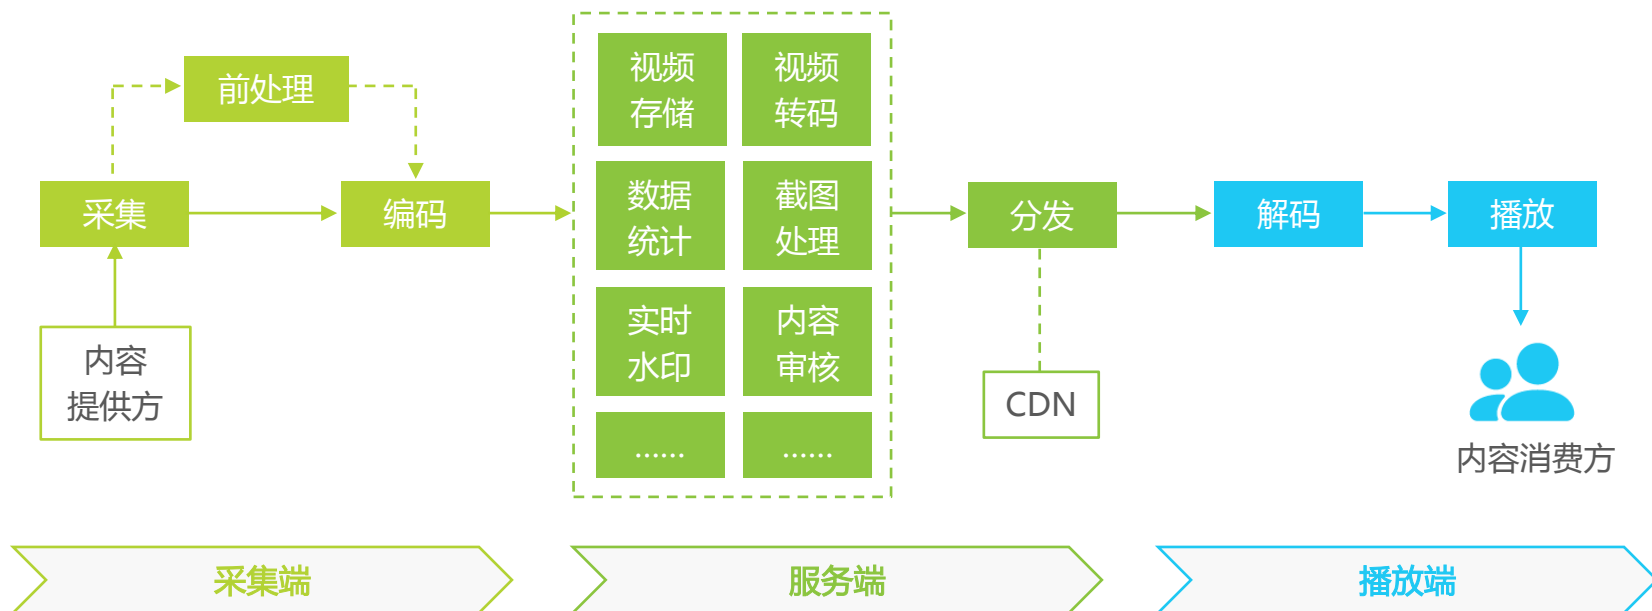 前处理
采集
编码
内容
提供方
视频
存储
视频
转码
数据
统计
截图
处理
实时
水印
内容
审核
……
……
分发
CDN
解码
播放
内容消费方
采集端
服务端
播放端